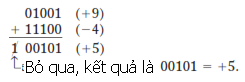 01001 (+9)
+ 11100 (−4)
1 00101 (+5)
Bỏ qua, kết quả là 00101 = +5.